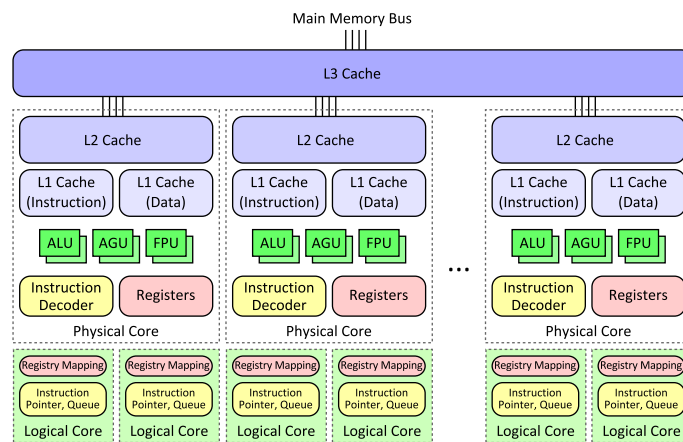 Main Memory Bus
L3 Cache
L2 Cache
L2 Cache
L2 Cache
L1 Cache
(Instruction)
L1 Cache
(Data)
L1 Cache
(Instruction)
L1 Cache
(Data)
L1 Cache
(Instruction)
L1 Cache
(Data)
ALU
AGU
FPU
ALU
AGU
FPU
ALU
AGU
FPU
Instruction
Decoder
Registers
Instruction
Decoder
Registers
...
Instruction
Decoder
Registers
Physical Core
Physical Core
Physical Core
Registry Mapping
Registry Mapping
Registry Mapping
Registry Mapping
Registry Mapping
Registry Mapping
Instruction
Pointer, Queue
Instruction
Pointer, Queue
Instruction
Pointer, Queue
Instruction
Pointer, Queue
Instruction
Pointer, Queue
Instruction
Pointer, Queue
Logical Core
Logical Core
Logical Core
Logical Core
Logical Core
Logical Core